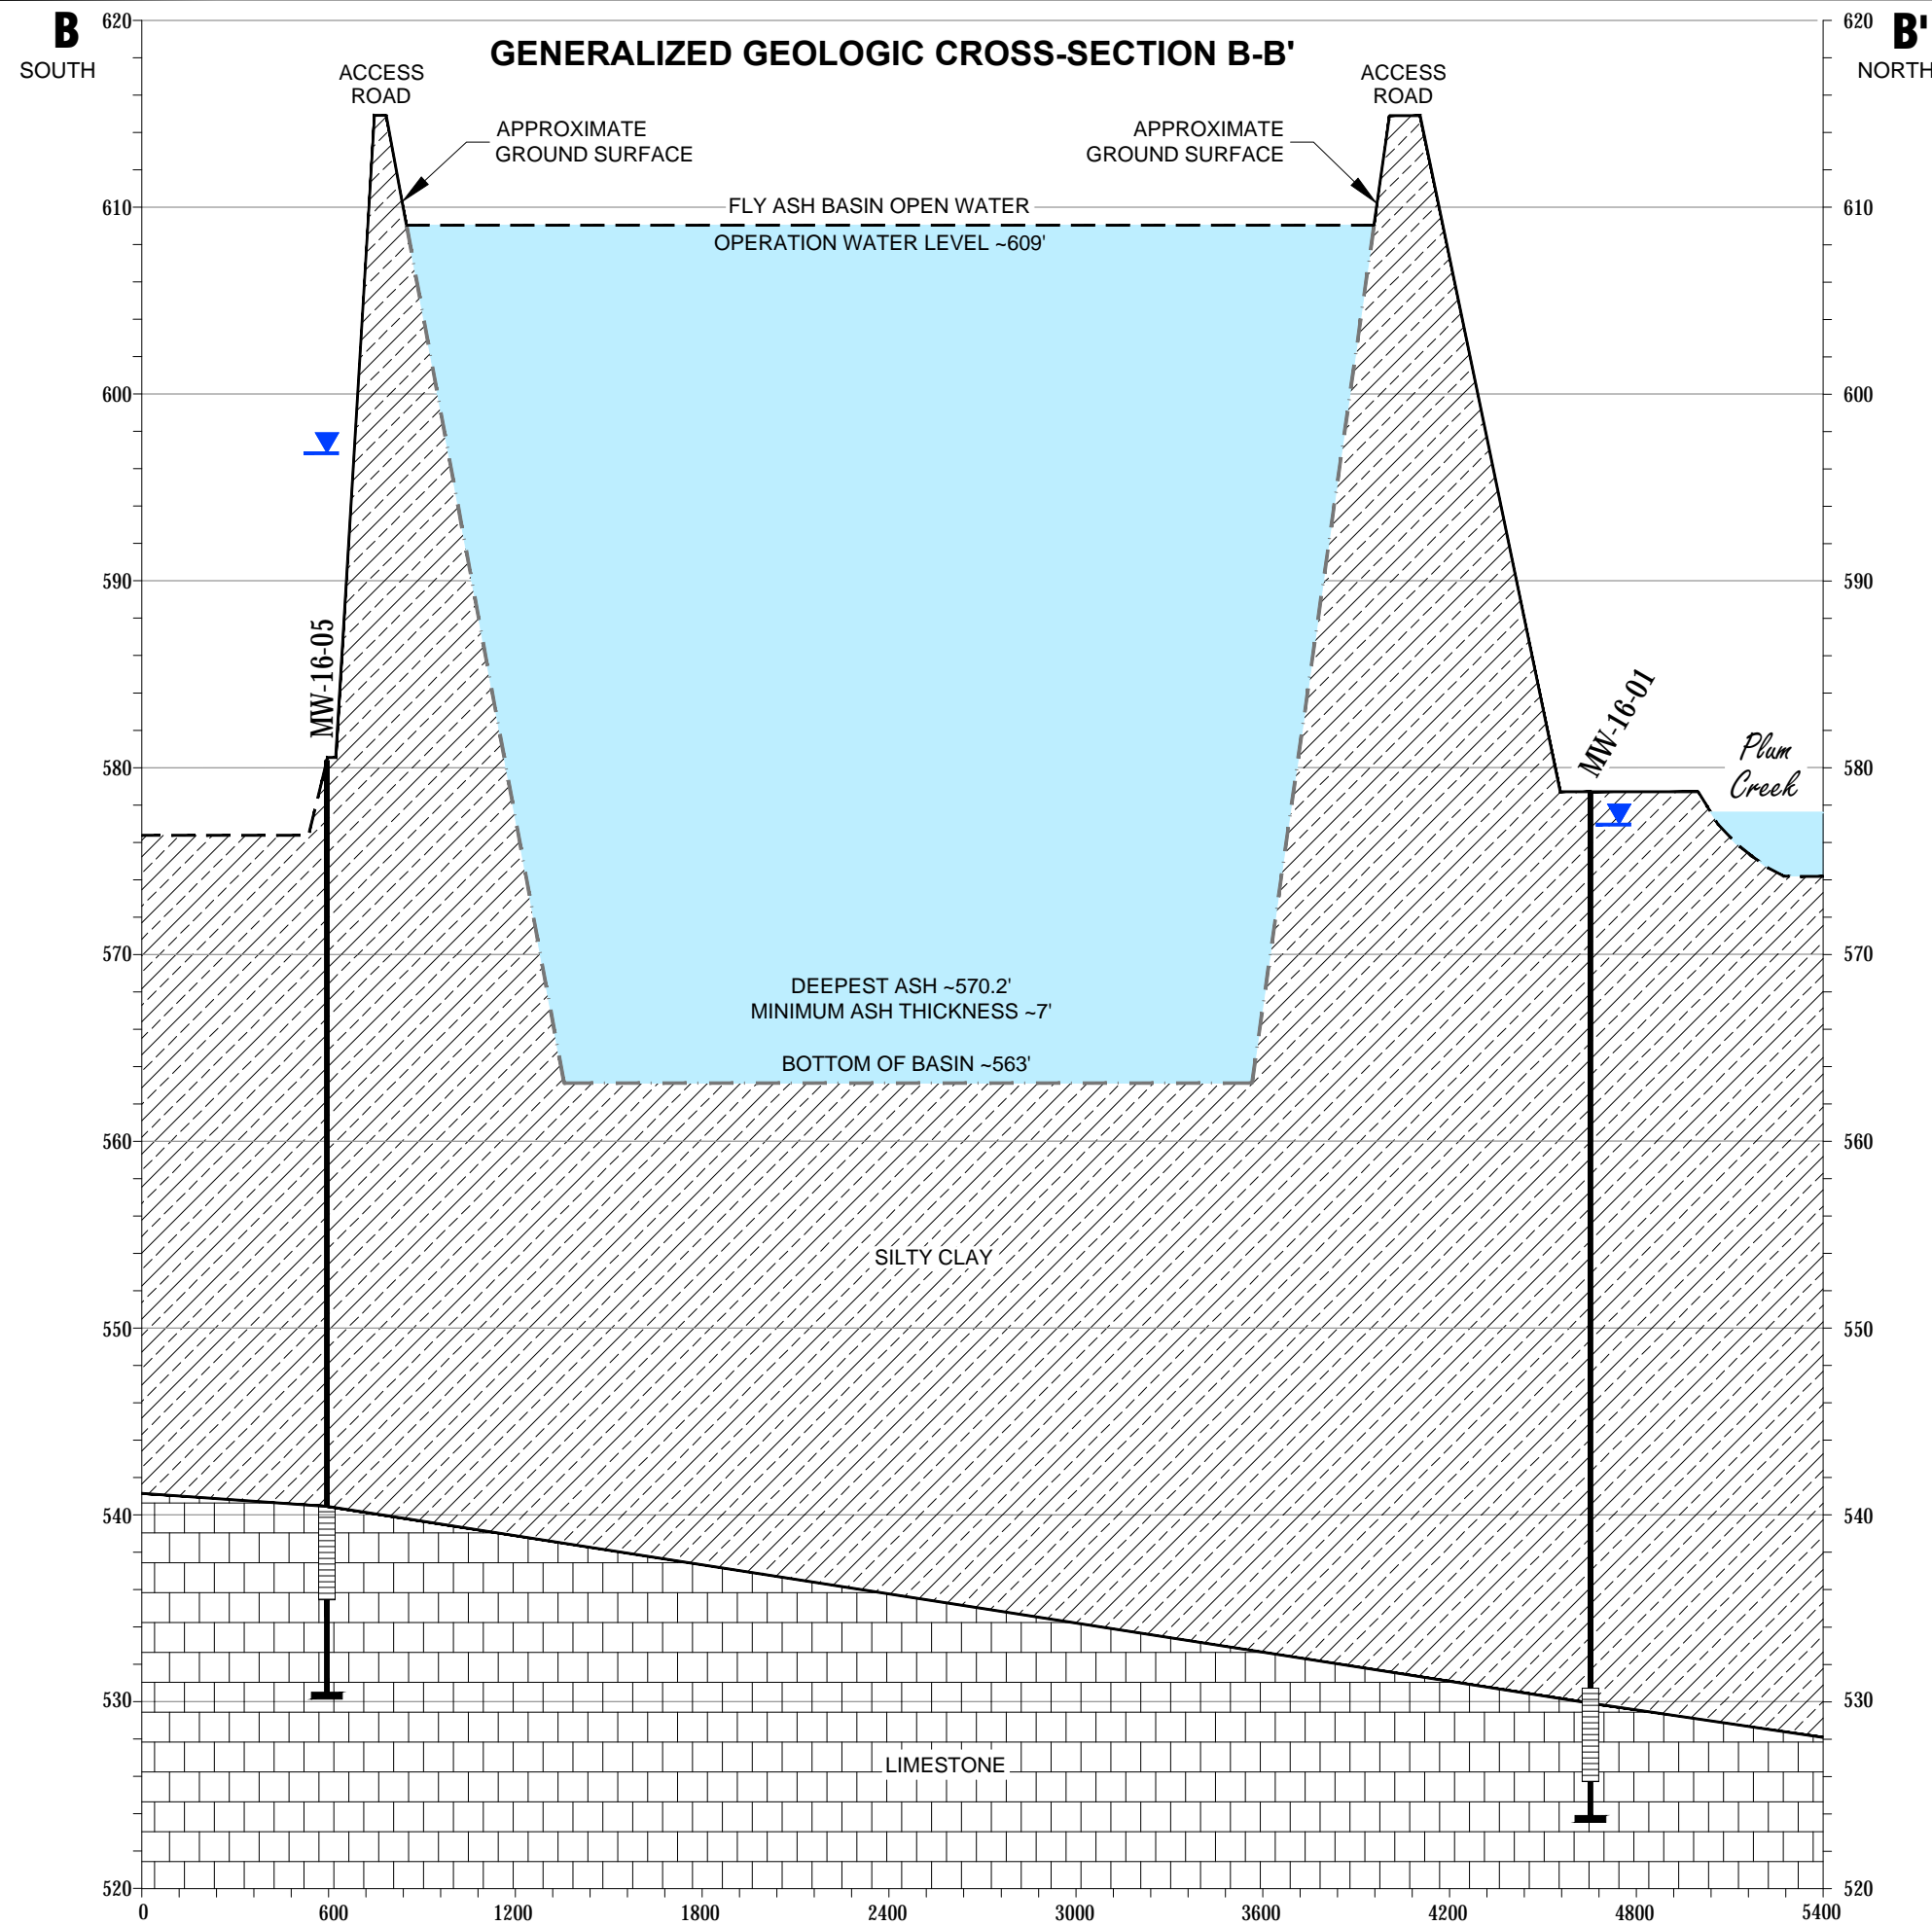 B
SOUTH
GENERALIZED GEOLOGIC CROSS-SECTION B-B'
B'
NORTH
620
620
ACCESS
ROAD
ACCESS
ROAD
APPROXIMATE
GROUND SURFACE
APPROXIMATE
GROUND SURFACE
610
FLY ASH BASIN OPEN WATER
610
OPERATION WATER LEVEL ~609'
600
600
590
590
MW-16-05
MW-16-01
580
Plum
Creek
580
570
570
DEEPEST ASH ~570.2'
MINIMUM ASH THICKNESS ~7'
BOTTOM OF BASIN ~563'
560
560
SILTY CLAY
550
550
540
540
530
530
LIMESTONE
520
520
0 600 1200 1800 2400 3000 3600 4200 4800 5400